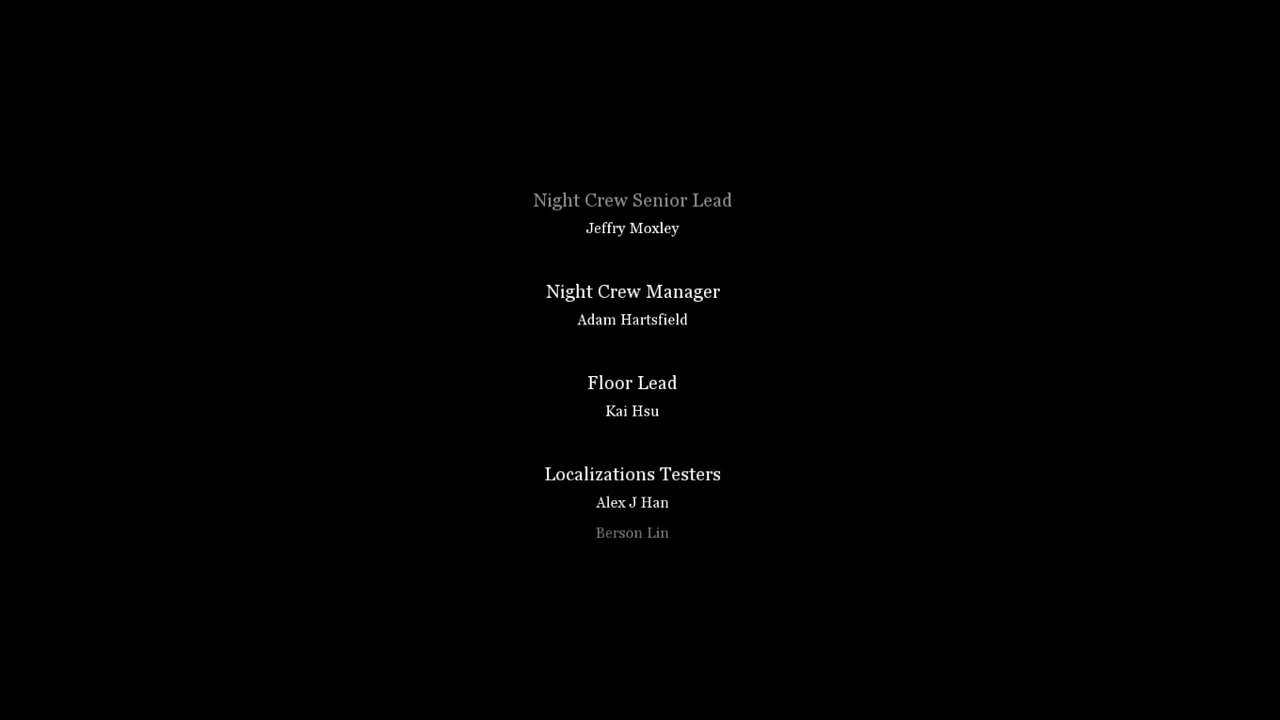 Night Crew Senior Lead
Jeffry Moxley
Night Crew Manager
Adam Hartsfield
Floor Lead
Kai Hsu
Localizations Testers
Alex J Han
Berson Lin